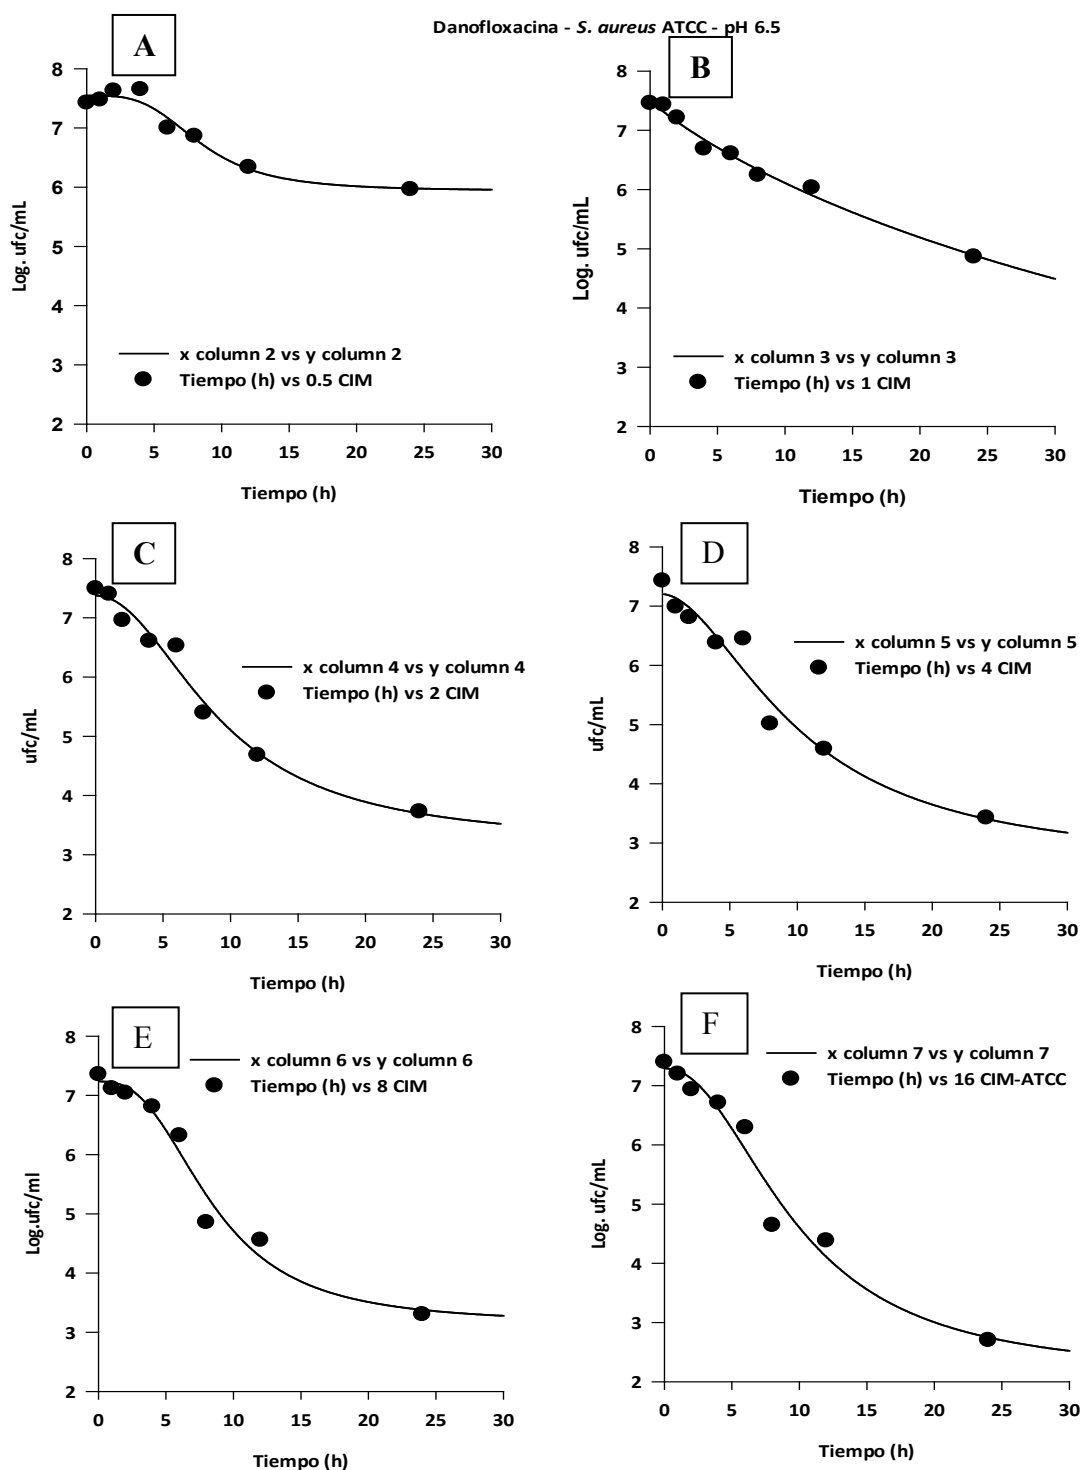 Danofloxacina - S. aureus ATCC - pH 6.5
A
8
7
6
5
4
3
2
Log. ufc/mL
x column 2 vs y column 2
Tiempo (h) vs 0.5 CIM
0 5 10 15 20 25 30
Tiempo (h)
B
8
7
6
5
4
3
2
Log. ufc/mL
x column 3 vs y column 3
Tiempo (h) vs 1 CIM
0 5 10 15 20 25 30
Tiempo (h)
C
8
7
6
5
4
3
2
ufc/mL
x column 4 vs y column 4
Tiempo (h) vs 2 CIM
0 5 10 15 20 25 30
Tiempo (h)
D
8
7
6
5
4
3
2
ufc/mL
x column 5 vs y column 5
Tiempo (h) vs 4 CIM
0 5 10 15 20 25 30
Tiempo (h)
E
8
7
6
5
4
3
2
Log.ufc/ml
x column 6 vs y column 6
Tiempo (h) vs 8 CIM
0 5 10 15 20 25 30
Tiempo (h)
F
8
7
6
5
4
3
2
Log. ufc/mL
x column 7 vs y column 7
Tiempo (h) vs 16 CIM-ATCC
0 5 10 15 20 25 30
Tiempo (h)